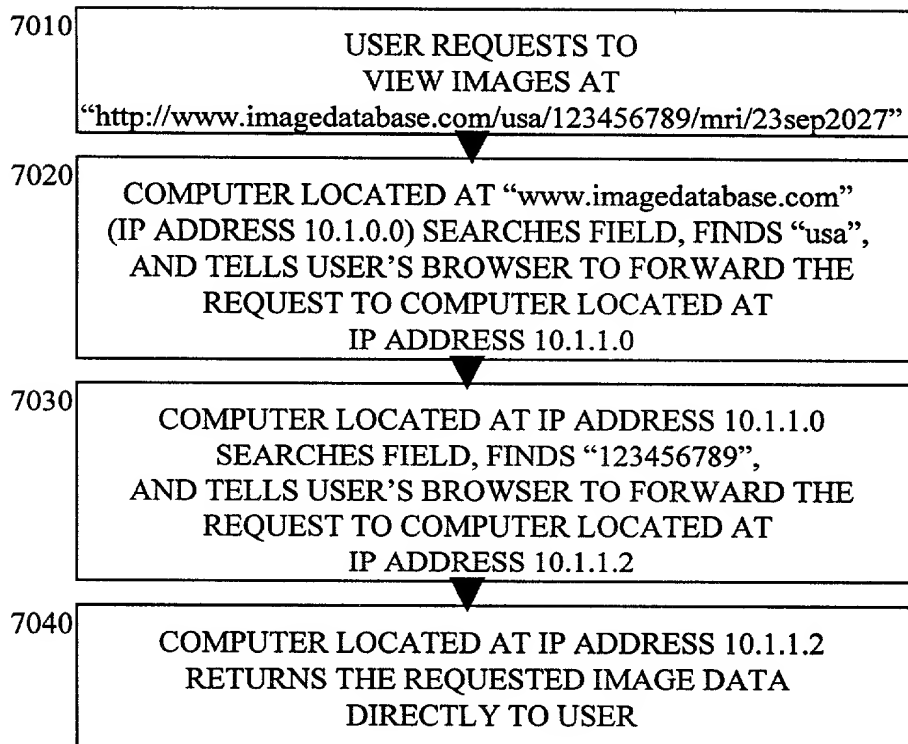 7010
USER REQUESTS TO
VIEW IMAGES AT
“http://www.imagedatabase.com/usa/123456789/mri/23sep2027”
7020
COMPUTER LOCATED AT “www.imagedatabase.com”
(IP ADDRESS 10.1.0.0) SEARCHES FIELD, FINDS “usa”,
AND TELLS USER’S BROWSER TO FORWARD THE
REQUEST TO COMPUTER LOCATED AT
IP ADDRESS 10.1.1.0
7030
COMPUTER LOCATED AT IP ADDRESS 10.1.1.0
SEARCHES FIELD, FINDS “123456789”,
AND TELLS USER’S BROWSER TO FORWARD THE
REQUEST TO COMPUTER LOCATED AT
IP ADDRESS 10.1.1.2
7040
COMPUTER LOCATED AT IP ADDRESS 10.1.1.2
RETURNS THE REQUESTED IMAGE DATA
DIRECTLY TO USER